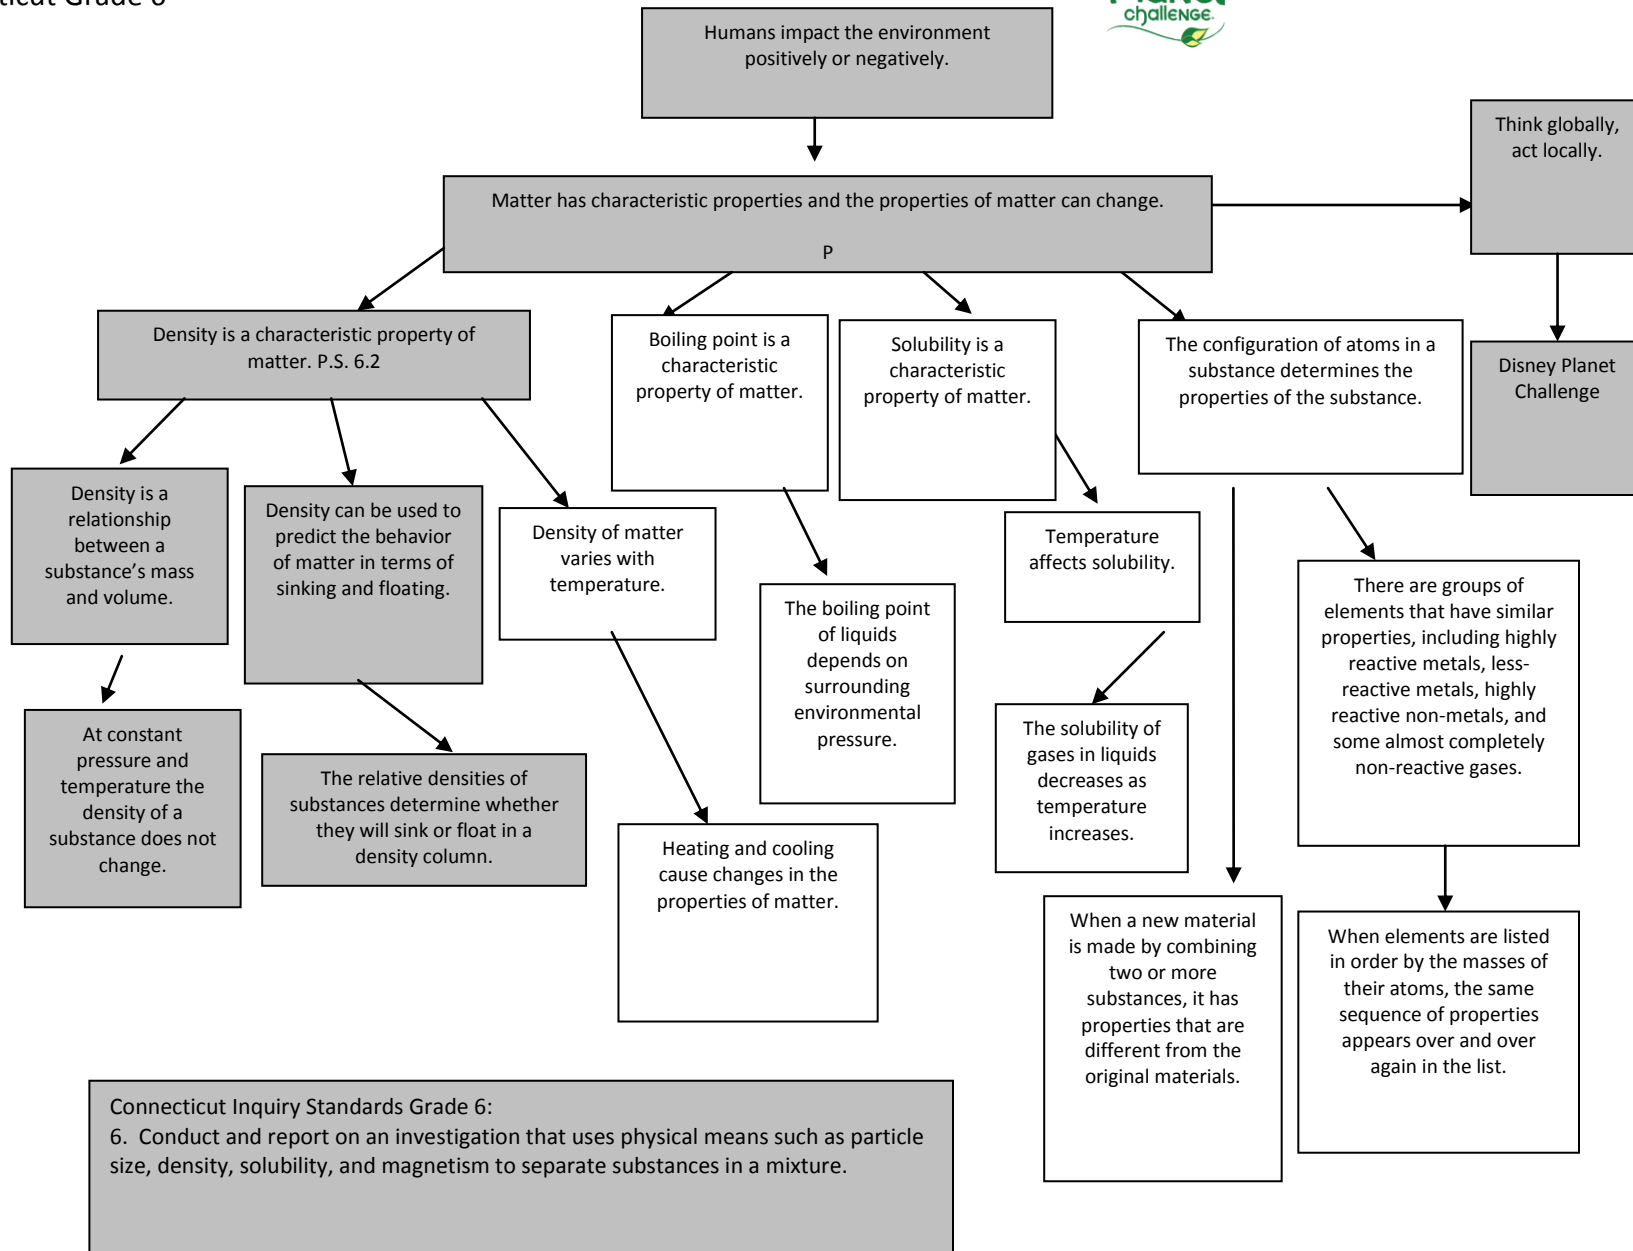 challenge
Humans impact the environment
positively or negatively.
Think globally,
act locally.
Matter has characteristic properties and the properties of matter can change.
P
Density is a characteristic property of
matter. P.S. 6.2
Boiling point is a
characteristic
property of matter.
Solubility is a
characteristic
property of matter.
The configuration of atoms in a
substance determines the
properties of the substance.
Disney Planet
Challenge
Density is a
relationship
between a
substance’s mass
and volume.
Density can be used to
predict the behavior
of matter in terms of
sinking and floating.
Density of matter
varies with
temperature.
Temperature
affects solubility.
The boiling point
of liquids
depends on
surrounding
environmental
pressure.
There are groups of
elements that have similar
properties, including highly
reactive metals, less-
reactive metals, highly
reactive non-metals, and
some almost completely
non-reactive gases.
At constant
pressure and
temperature the
density of a
substance does not
change.
The relative densities of
substances determine whether
they will sink or float in a
density column.
The solubility of
gases in liquids
decreases as
temperature
increases.
Heating and cooling
cause changes in the
properties of matter.
When a new material
is made by combining
two or more
substances, it has
properties that are
different from the
original materials.
When elements are listed
in order by the masses of
their atoms, the same
sequence of properties
appears over and over
again in the list.
Connecticut Inquiry Standards Grade 6:
6. Conduct and report on an investigation that uses physical means such as particle
size, density, solubility, and magnetism to separate substances in a mixture.